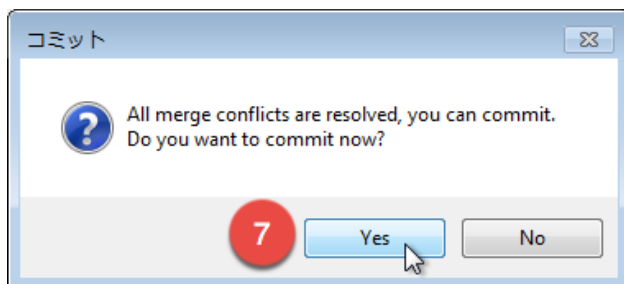 コミット
All merge conflicts are resolved, you can commit.
Do you want to commit now?
7
Yes
No